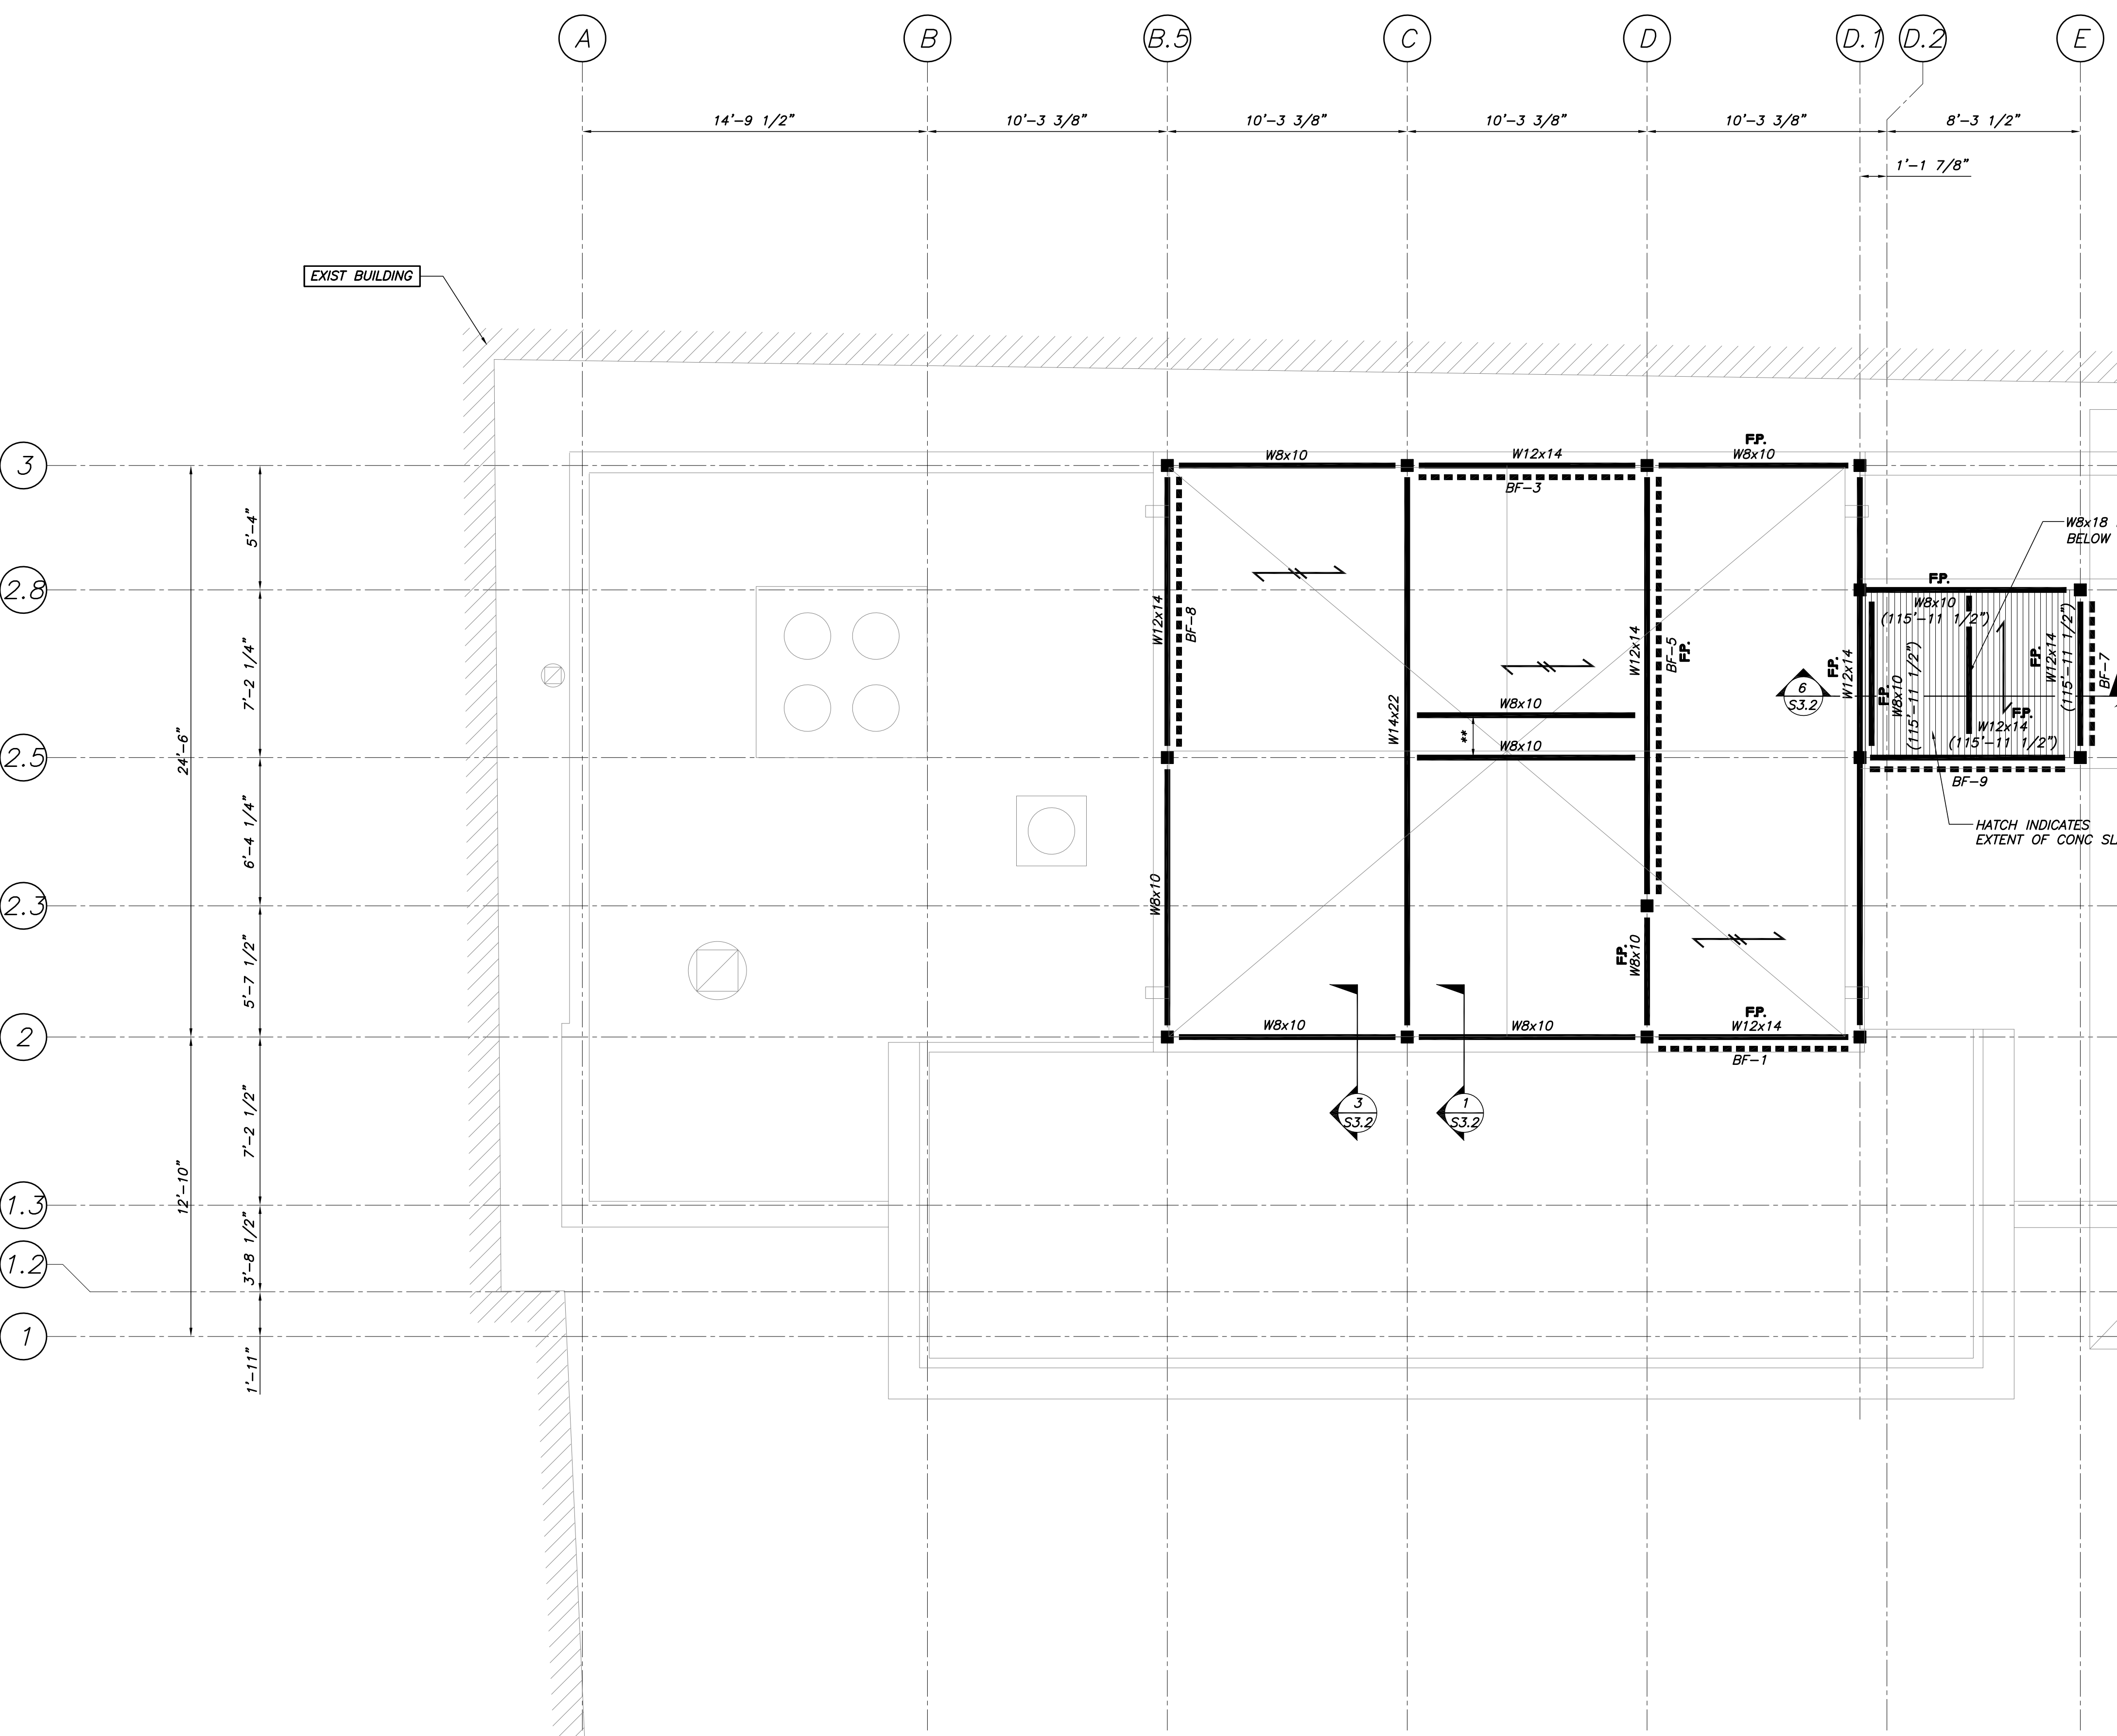 A
B
B.5
C
D
D.1
D.2
E
14'-9 1/2"
10'-3 3/8"
10'-3 3/8"
10'-3 3/8"
10'-3 3/8"
8'-3 1/2"
1'-1 7/8"
EXIST BUILDING
3
2.8
2.5
2.3
2
1.3
1.2
1
24'-6"
12'-10"
5'-4"
7'-2 1/4"
6'-4 1/4"
5'-7 1/2"
7'-2 1/2"
3'-8 1/2"
1'-11"
W8x10
W12x14
F.P.
W8x10
BF-3
W12x14
BF-8
W12x14
BF-5
F.P.
W14x22
W8x10
**
W8x10
W8x10
F.P.
W8x10
W8x10
W8x10
F.P.
W12x14
BF-1
3
S3.2
1
S3.2
6
S3.2
F.P.
W12x14
W8x18
BELOW
F.P.
W8x10
(115'-11 1/2")
F.P.
W8x10
(115'-11 1/2")
F.P.
W12x14
(115'-11 1/2")
BF-7
F.P.
W12x14
(115'-11 1/2")
BF-9
HATCH INDICATES
EXTENT OF CONC